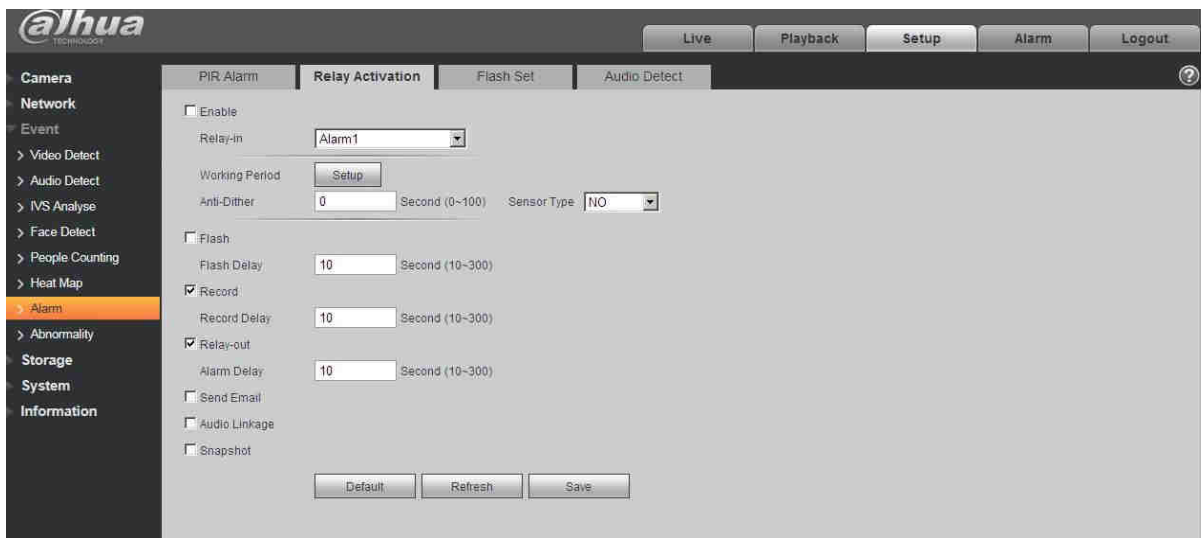 alhua
TECHNOLOGY
Live Playback Setup Alarm Logout
Camera
Network
Event
> Video Detect
> Audio Detect
> IVS Analyse
> Face Detect
> People Counting
> Heat Map
> Alarm
> Abnormality
Storage
System
Information
PIR Alarm Relay Activation Flash Set Audio Detect ?
Enable
Relay-in Alarm1
Working Period Setup
Anti-Dither 0 Second (0~100) Sensor Type NO
Flash
Flash Delay 10 Second (10~300)
Record
Record Delay 10 Second (10~300)
Relay-out
Alarm Delay 10 Second (10~300)
Send Email
Audio Linkage
Snapshot
Default Refresh Save